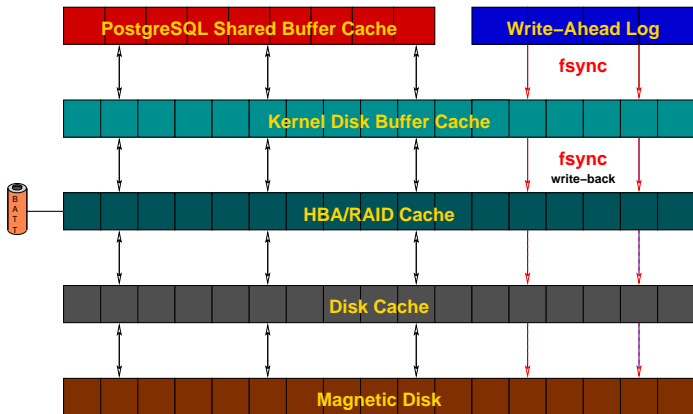 PostgreSQL Shared Buffer Cache
Write–Ahead Log
fsync
Kernel Disk Buffer Cache
fsync
write–back
B
A
T
T
HBA/RAID Cache
Disk Cache
Magnetic Disk